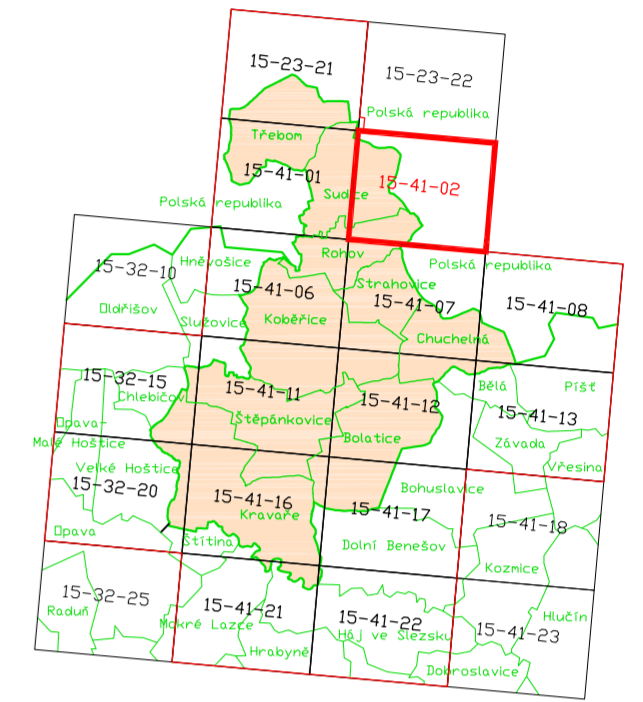 15-23-21
15-23-22
Polská republika
Třebom
15-41-01
15-41-02
Sudice
Polská republika
Rohov
Polská republika
Hněvošice
15-32-10
15-41-06
Strahovice
15-41-07
15-41-08
Oldřišov
Služovice
Kobeřice
Chuchelná
15-32-15
Chlebičov
15-41-11
Štěpánkovice
15-41-12
Bělá
Píšť
15-41-13
Opava-
Malé Hoštice
Bolatice
Závada
Velké Hoštice
Vřesina
15-32-20
15-41-16
Kravaře
Bohuslavice
15-41-17
15-41-18
Opava
Štítina
Dolní Benešov
Kozmice
15-32-25
Raduň
15-41-21
Mokré Lazce
15-41-22
Háj ve Slezsku
15-41-23
Hlučín
Hrabyně
Dobroslavice